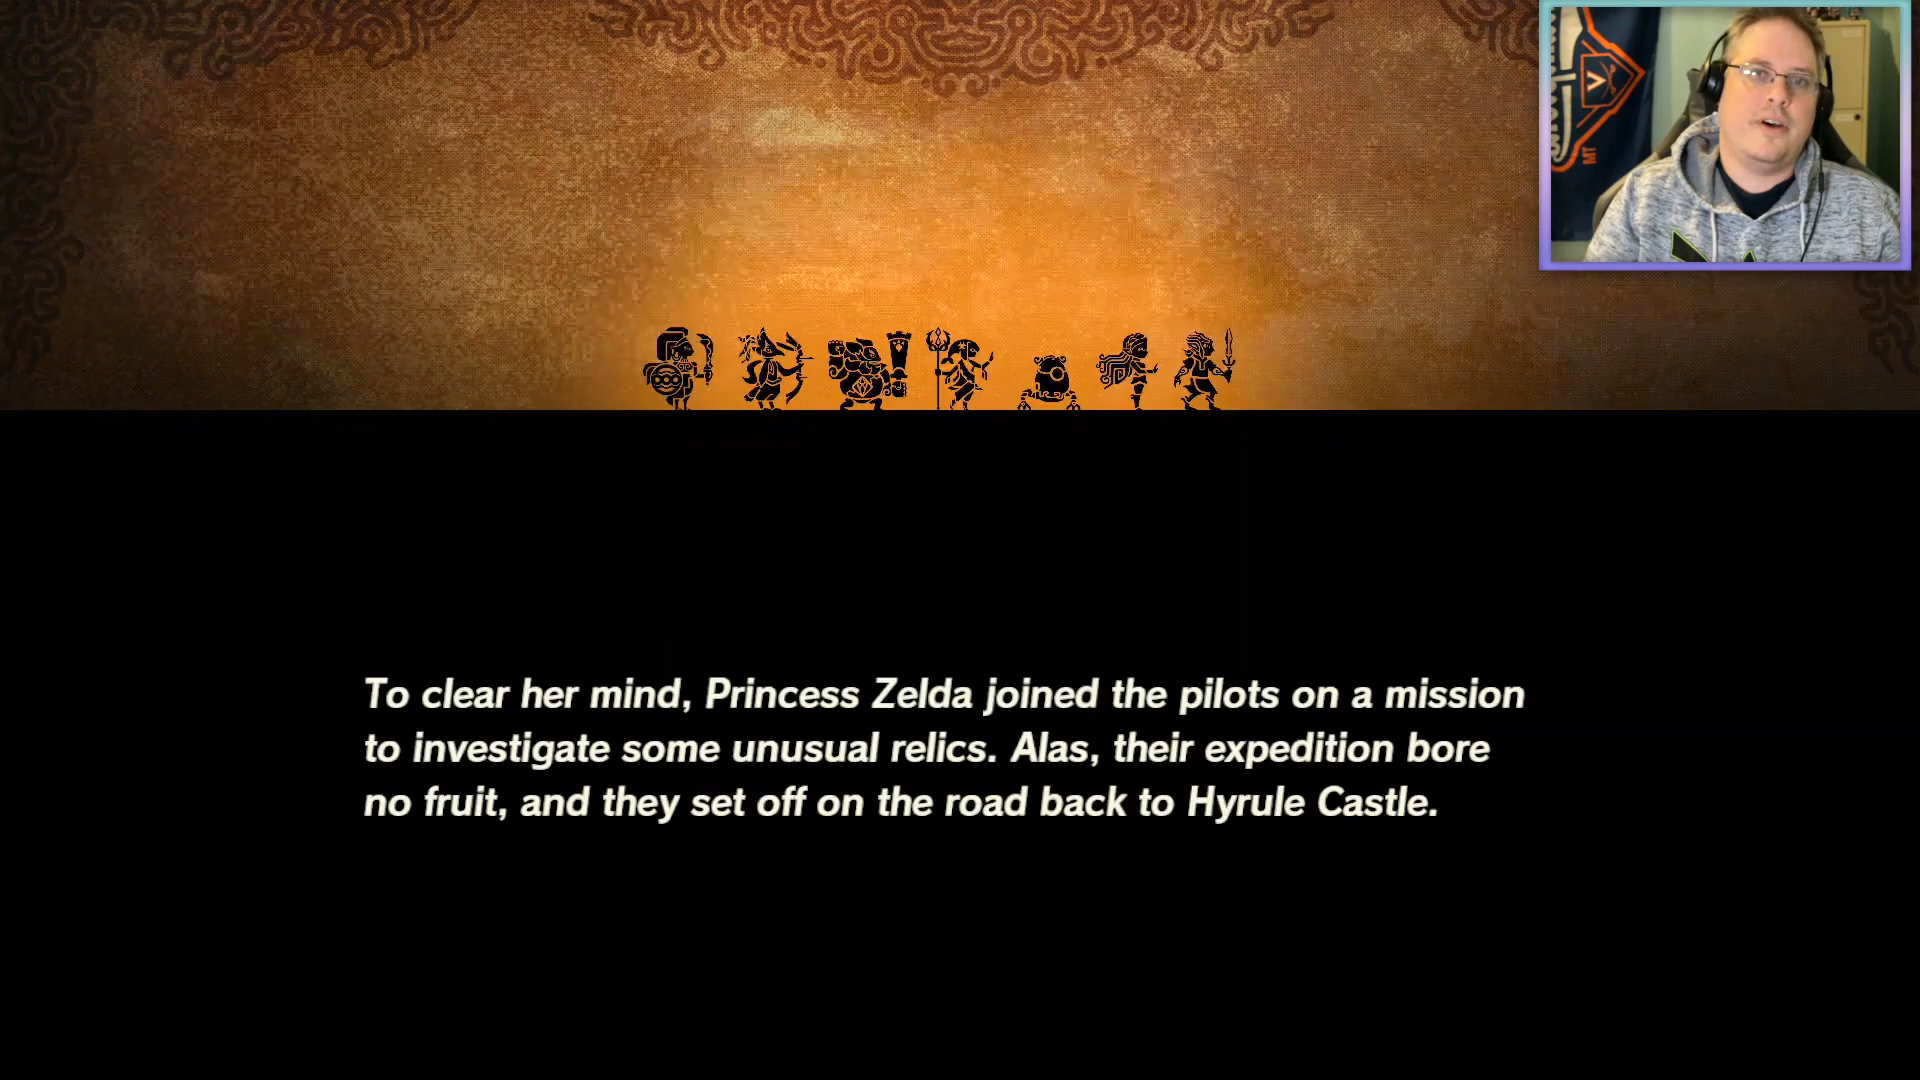 V
MT
To clear her mind, Princess Zelda joined the pilots on a mission
to investigate some unusual relics. Alas, their expedition bore
no fruit, and they set off on the road back to Hyrule Castle.